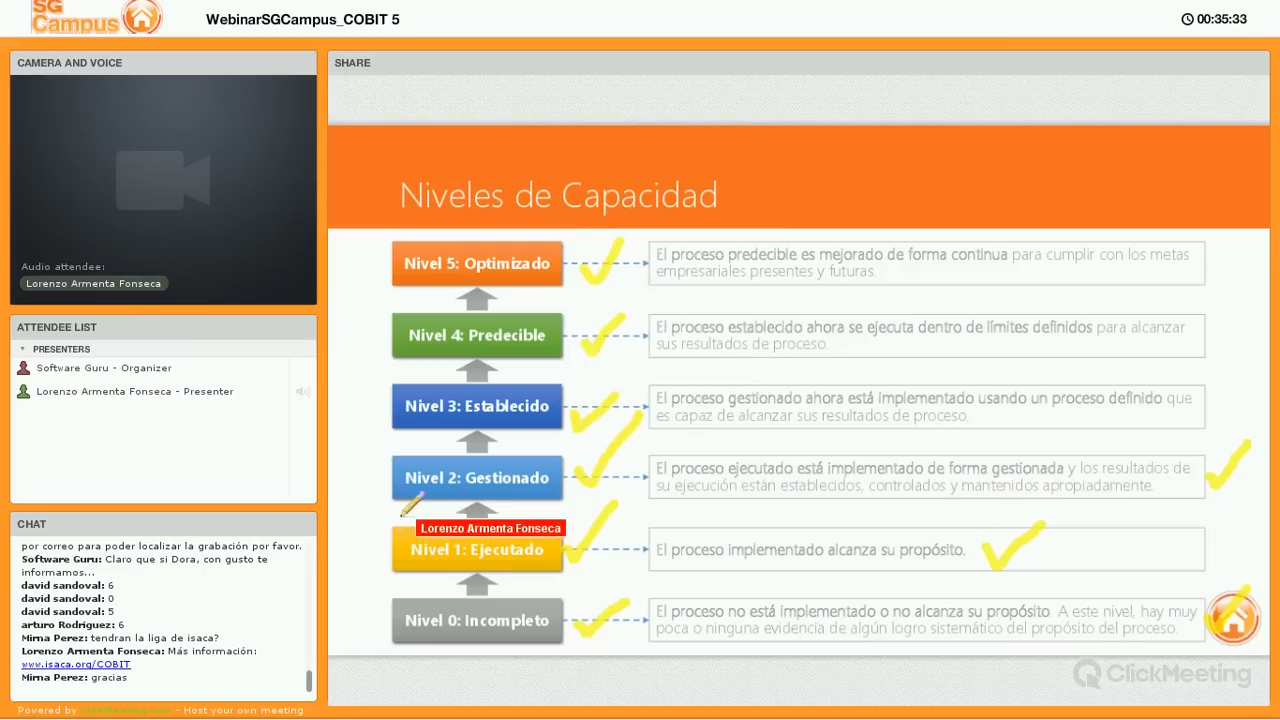 SG
Campus
WebinarSGCampus_COBIT 5
00:35:33
CAMERA AND VOICE
Audio attendee:
Lorenzo Armenta Fonseca
ATTENDEE LIST
PRESENTERS
Software Guru - Organizer
Lorenzo Armenta Fonseca - Presenter
CHAT
por correo para poder localizar la grabación por favor.
Software Guru: Claro que si Dora, con gusto te
informamos...
david sandoval: 6
david sandoval: 0
david sandoval: 5
arturo Rodriguez: 6
Mirna Perez: tendran la liga de isaca?
Lorenzo Armenta Fonseca: Más información:
www.isaca.org/COBIT
Mirna Perez: gracias
Powered by ClickMeeting.com - Host your own meeting
SHARE
Niveles de Capacidad
Nivel 5: Optimizado
El proceso predecible es mejorado de forma continua para cumplir con los metas
empresariales presentes y futuras.
Nivel 4: Predecible
El proceso establecido ahora se ejecuta dentro de límites definidos para alcanzar
sus resultados de proceso.
Nivel 3: Establecido
El proceso gestionado ahora está implementado usando un proceso definido que
es capaz de alcanzar sus resultados de proceso.
Nivel 2: Gestionado
El proceso ejecutado está implementado de forma gestionada y los resultados de
su ejecución están establecidos, controlados y mantenidos apropiadamente.
Lorenzo Armenta Fonseca
Nivel 1: Ejecutado
El proceso implementado alcanza su propósito.
Nivel 0: Incompleto
El proceso no está implementado o no alcanza su propósito. A este nivel, hay muy
poca o ninguna evidencia de algún logro sistemático del propósito del proceso.
ClickMeeting